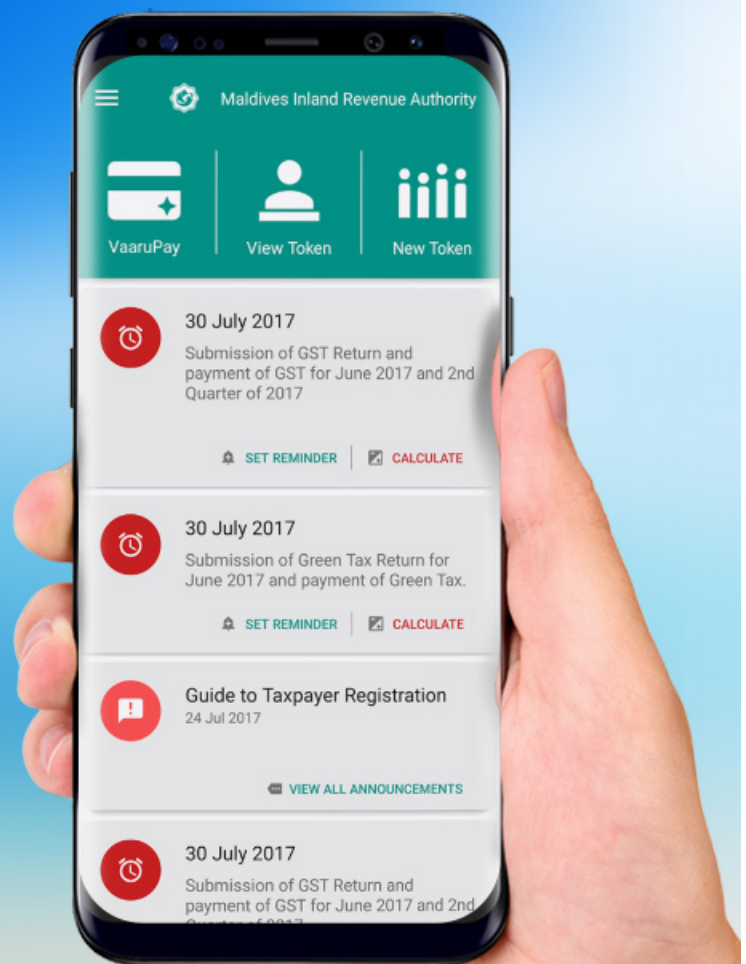 Maldives Inland Revenue Authority
VaaruPay
View Token
New Token
30 July 2017
Submission of GST Return and
payment of GST for June 2017 and 2nd
Quarter of 2017
SET REMINDER
CALCULATE
30 July 2017
Submission of Green Tax Return for
June 2017 and payment of Green Tax.
SET REMINDER
CALCULATE
Guide to Taxpayer Registration
24 Jul 2017
VIEW ALL ANNOUNCEMENTS
30 July 2017
Submission of GST Return and
payment of GST for June 2017 and 2nd
Quarter of 2017